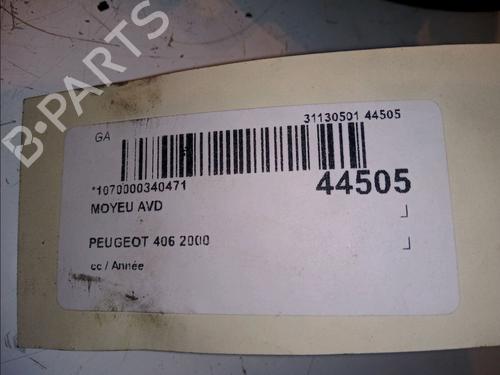 B-PARTS
GA
31130501 44505
*1070000340471
44505
MOYEU AVD
PEUGEOT 406 2000
cc / Année